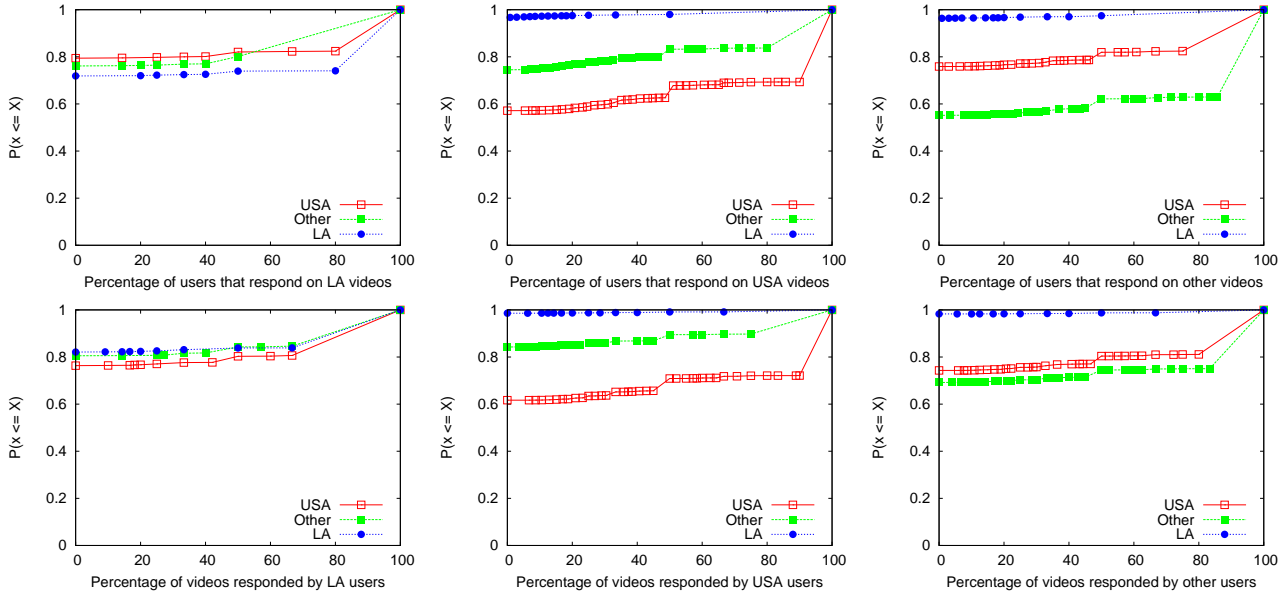 1
0.8
0.6
0.4
0.2
0
P(x <= X)
USA
Other
LA
0 20 40 60 80 100
Percentage of users that respond on LA videos
1
0.8
0.6
0.4
0.2
0
P(x <= X)
USA
Other
LA
0 20 40 60 80 100
Percentage of users that respond on USA videos
1
0.8
0.6
0.4
0.2
0
P(x <= X)
USA
Other
LA
0 20 40 60 80 100
Percentage of users that respond on other videos
1
0.8
0.6
0.4
0.2
0
P(x <= X)
USA
Other
LA
0 20 40 60 80 100
Percentage of videos responded by LA users
1
0.8
0.6
0.4
0.2
0
P(x <= X)
USA
Other
LA
0 20 40 60 80 100
Percentage of videos responded by USA users
1
0.8
0.6
0.4
0.2
0
P(x <= X)
USA
Other
LA
0 20 40 60 80 100
Percentage of videos responded by other users